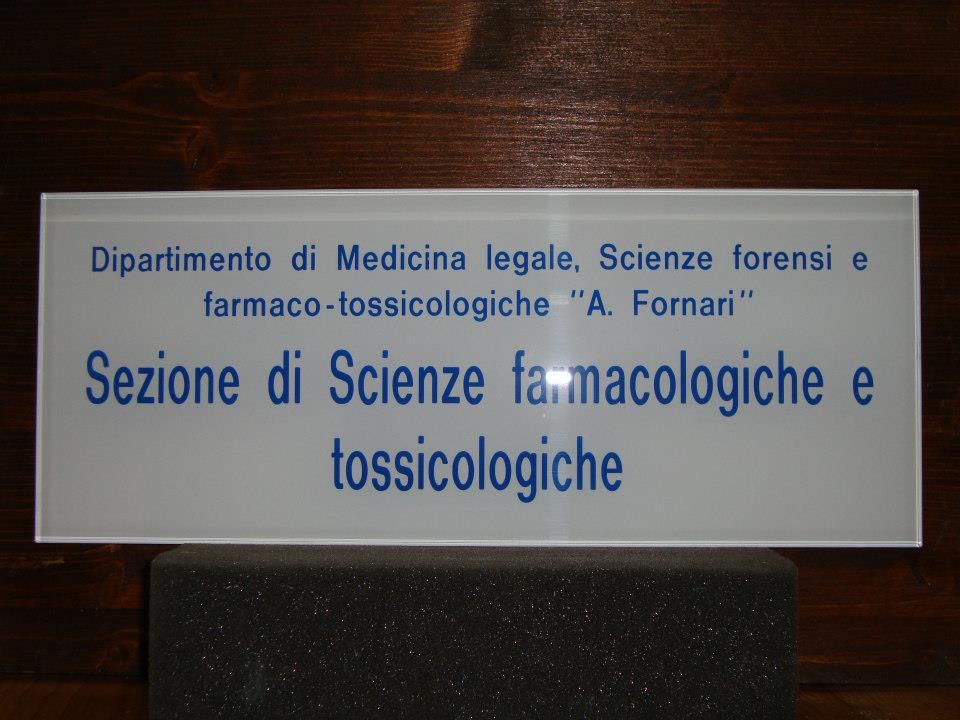 Dipartimento di Medicina legale, Scienze forensi e
farmaco-tossicologiche "A. Fornari"
Sezione di Scienze farmacologiche e
tossicologiche